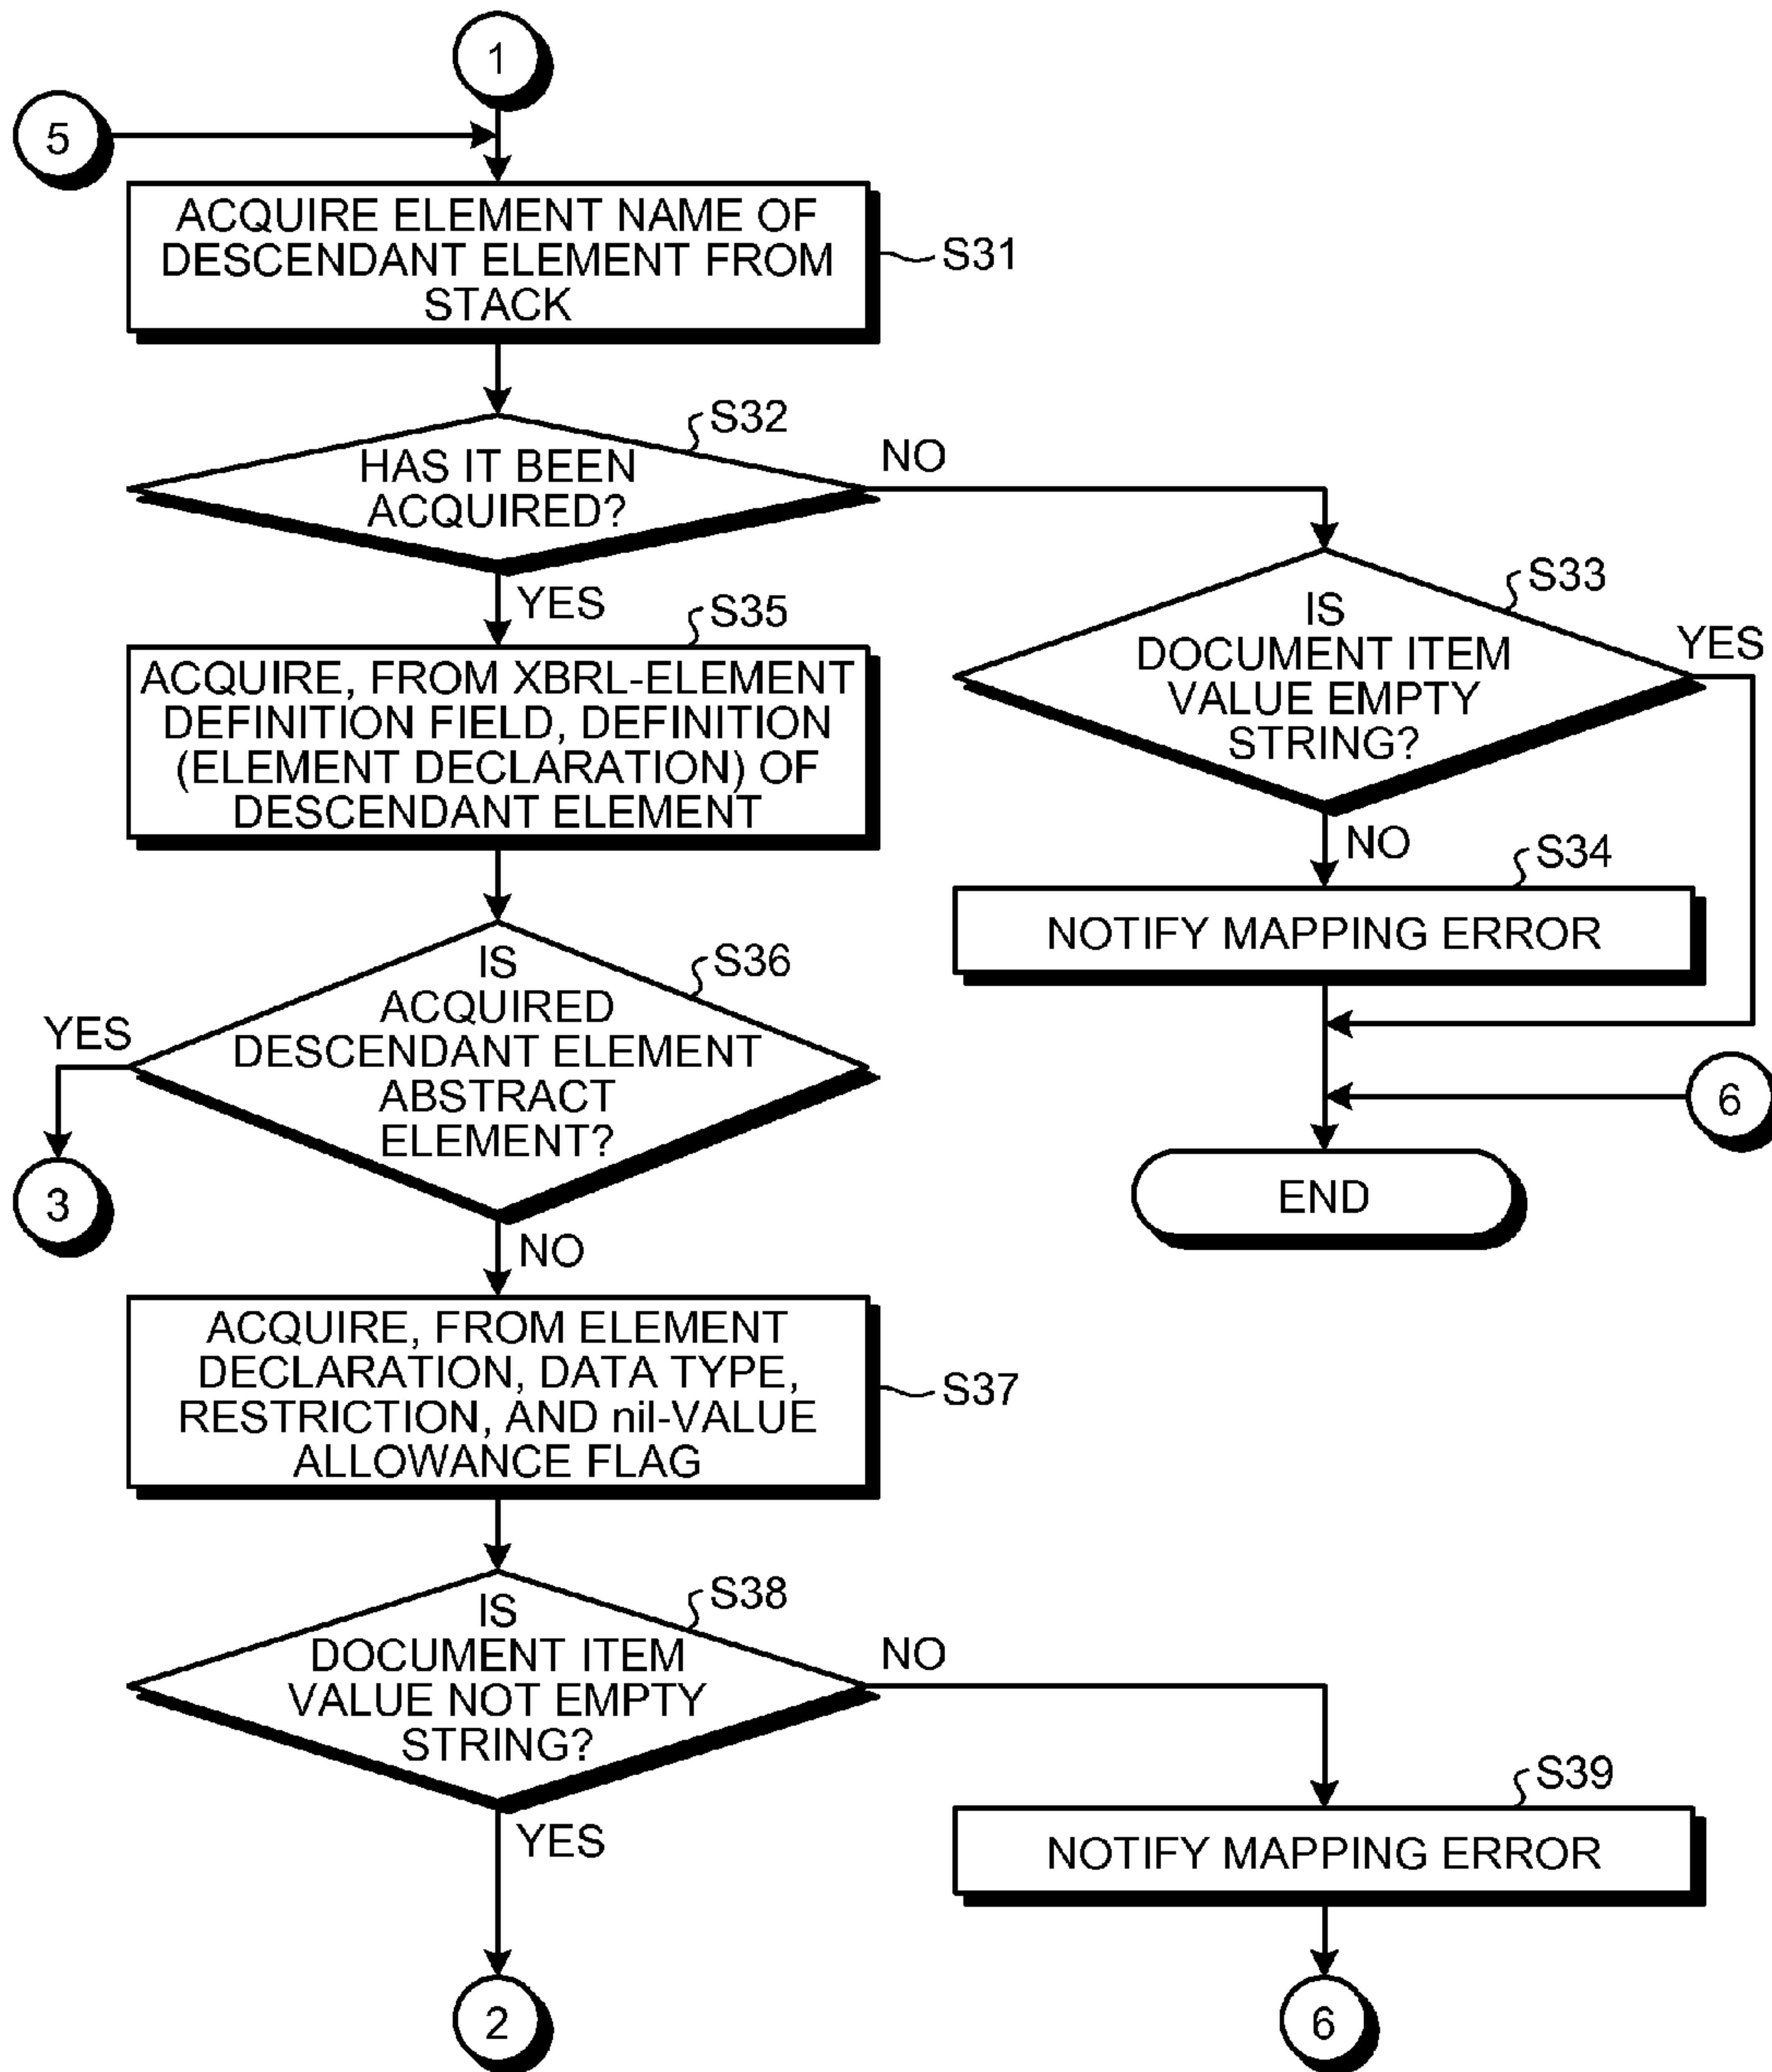 1
5
ACQUIRE ELEMENT NAME OF
DESCENDANT ELEMENT FROM
STACK
S31
S32
HAS IT BEEN
ACQUIRED?
NO
YES
S33
IS
DOCUMENT ITEM
VALUE EMPTY
STRING?
YES
NO
S34
NOTIFY MAPPING ERROR
S35
ACQUIRE, FROM XBRL-ELEMENT
DEFINITION FIELD, DEFINITION
(ELEMENT DECLARATION) OF
DESCENDANT ELEMENT
S36
IS
ACQUIRED
DESCENDANT ELEMENT
ABSTRACT
ELEMENT?
YES
3
NO
6
END
ACQUIRE, FROM ELEMENT
DECLARATION, DATA TYPE,
RESTRICTION, AND nil-VALUE
ALLOWANCE FLAG
S37
S38
IS
DOCUMENT ITEM
VALUE NOT EMPTY
STRING?
NO
YES
S39
NOTIFY MAPPING ERROR
2
6